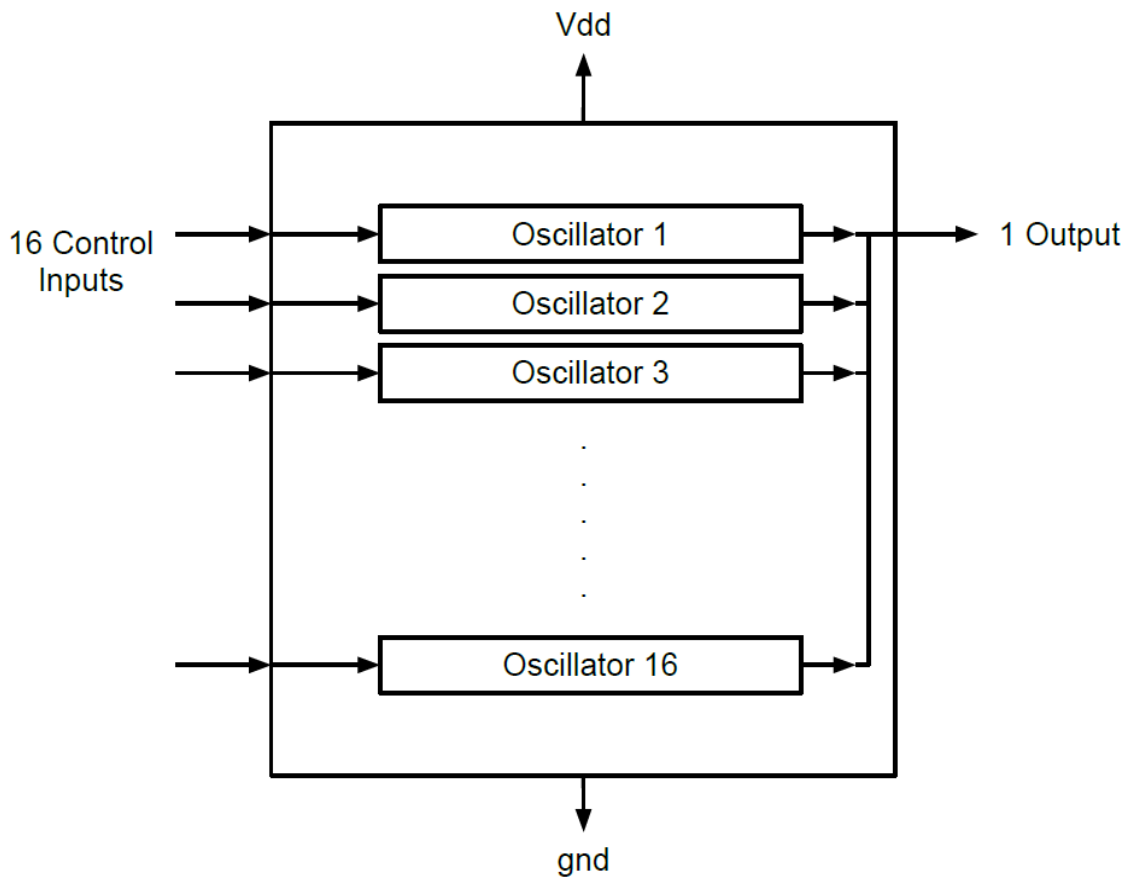 Vdd
16 Control
Inputs
Oscillator 1
1 Output
Oscillator 2
Oscillator 3
Oscillator 16
gnd